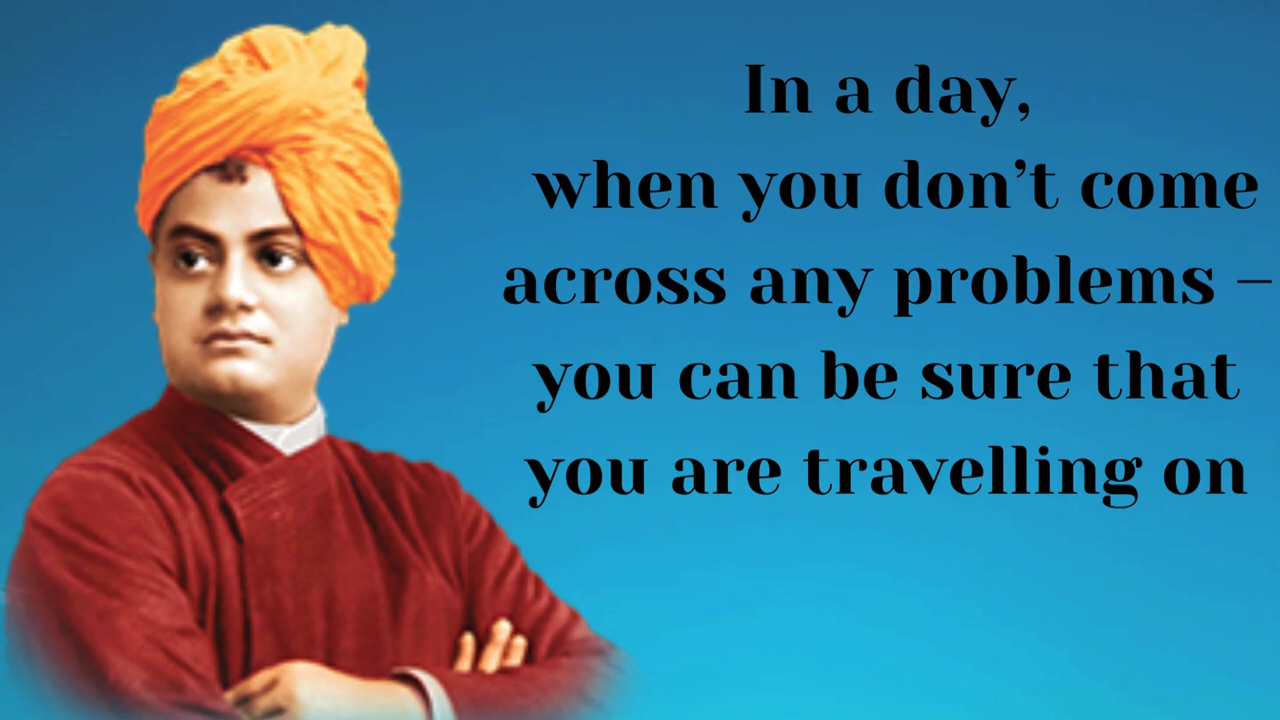 In a day,
when you don’t come
across any problems –
you can be sure that
you are travelling on